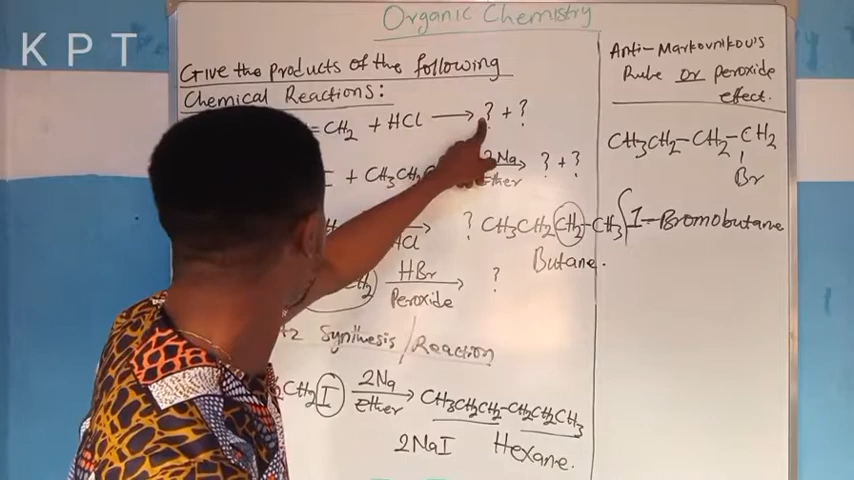 KPT
Organic Chemistry
Give the products of the following
Chemical Reactions:
=CH2 + HCl → ? + ?
I + CH3CH2 2Na → ? + ?
Ether
HCl → ? CH3CH2CH2-CH3
Butane.
CH2) HBr → ?
Peroxide
Synthesis/Reaction
CH2I 2Na → CH3CH2CH2-CH2CH2CH3
Ether
2NaI Hexane.
Anti-Markovnikov's
Rule or peroxide
effect.
CH3CH2-CH2-CH2
Br
1-Bromobutane